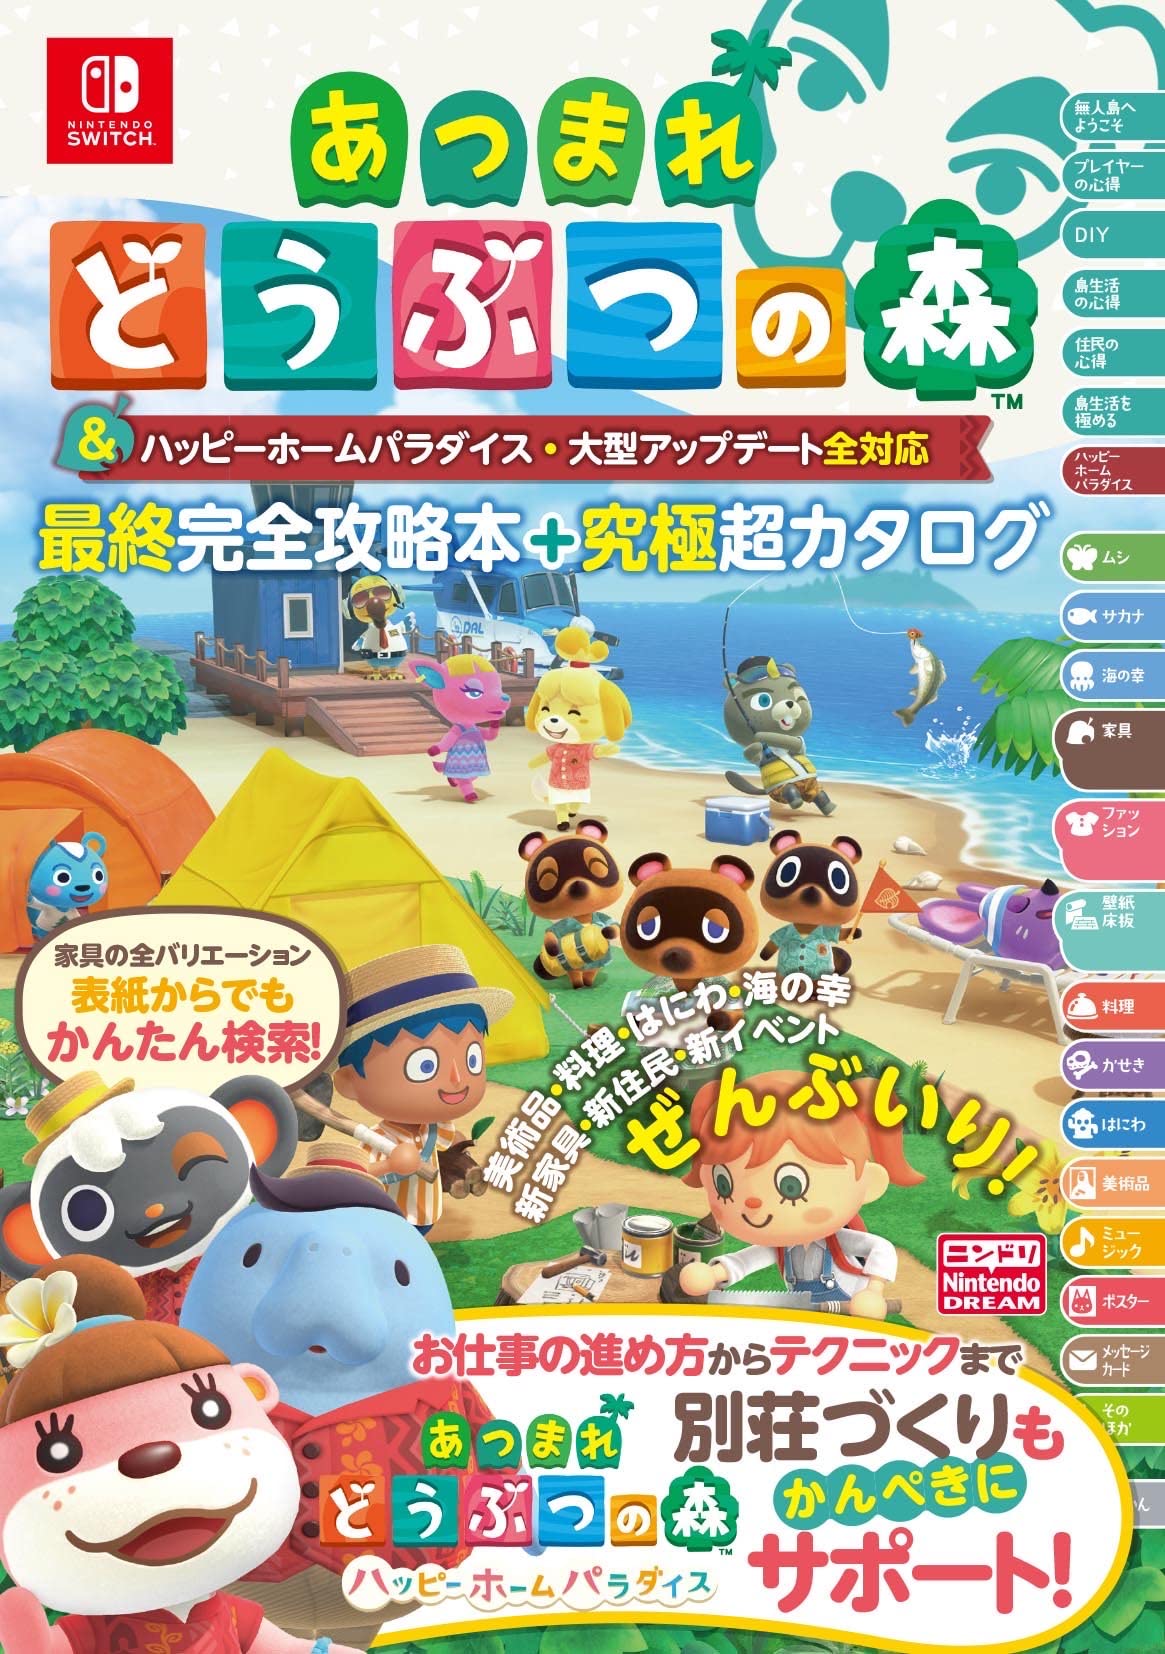 NINTENDO
SWITCH
あつまれ
どうぶつの森
TM
& ハッピーホームパラダイス・大型アップデート全対応
最終完全攻略本+究極超カタログ
DAL
家具の全バリエーション
表紙からでも
かんたん検索!
美術品・料理・はにわ・海の幸
新家具・新住民・新イベント
ぜんぶいり!
ニンドリ
Nintendo
DREAM
お仕事の進め方からテクニックまで
あつまれ
どうぶつの森
TM
ハッピーホームパラダイス
別荘づくりも
かんぺきに
サポート!
無人島へ
ようこそ
プレイヤー
の心得
DIY
島生活
の心得
住民の
心得
島生活を
極める
ハッピー
ホーム
パラダイス
ムシ
サカナ
海の幸
家具
ファッ
ション
壁紙
床板
料理
かせき
はにわ
美術品
ミュー
ジック
ポスター
メッセージ
カード
その
ほか